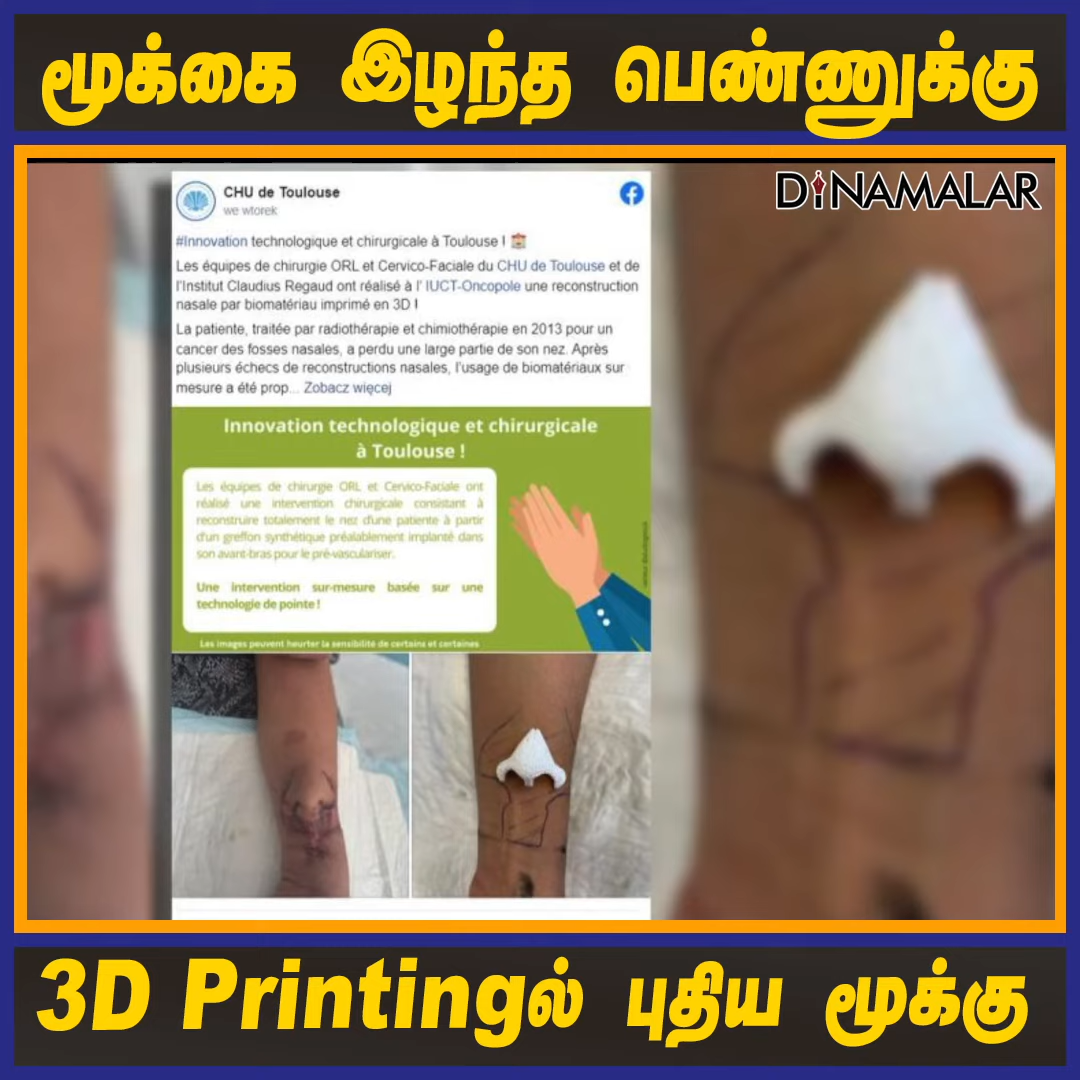 மூக்கை இழந்த பெண்ணுக்கு
DINAMALAR
CHU de Toulouse
we wtorek
#Innovation technologique et chirurgicale à Toulouse !
Les équipes de chirurgie ORL et Cervico-Faciale du CHU de Toulouse et de
l'Institut Claudius Regaud ont réalisé à l' IUCT-Oncopole une reconstruction
nasale par biomatériau imprimé en 3D !
La patiente, traitée par radiothérapie et chimiothérapie en 2013 pour un
cancer des fosses nasales, a perdu une large partie de son nez. Après
plusieurs échecs de reconstructions nasales, l'usage de biomatériaux sur
mesure a été prop... Zobacz więcej
Innovation technologique et chirurgicale
à Toulouse !
Les équipes de chirurgie ORL et Cervico-Faciale ont
réalisé une intervention chirurgicale consistant à
reconstruire totalement le nez d'une patiente à partir
d'un greffon synthétique préalablement implanté dans
son avant-bras pour le pré-vasculariser.
Une intervention sur-mesure basée sur une
technologie de pointe !
Les images peuvent heurter la sensibilité de certains et certaines
3D Printingல் புதிய மூக்கு